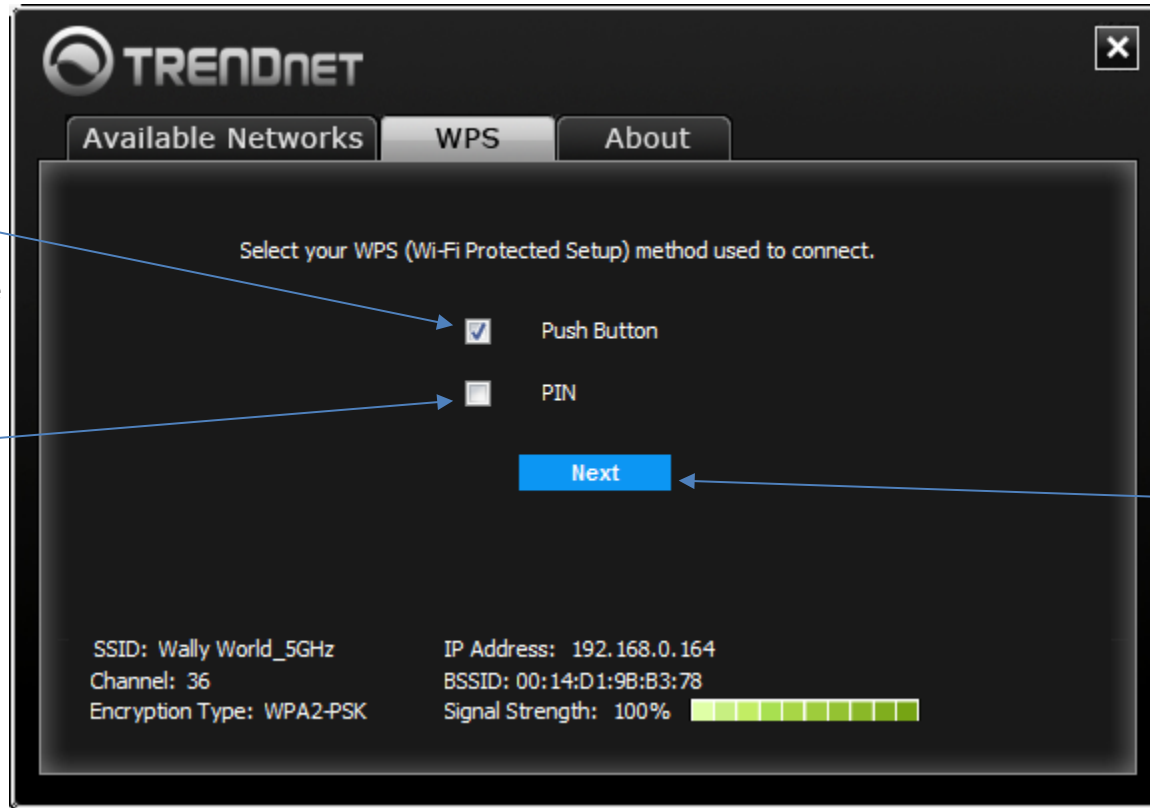 TRENDnet
Available Networks WPS About
Select your WPS (Wi-Fi Protected Setup) method used to connect.
Push Button
PIN
Next
SSID: Wally World_5GHz IP Address: 192.168.0.164
Channel: 36 BSSID: 00:14:D1:9B:B3:78
Encryption Type: WPA2-PSK Signal Strength: 100%